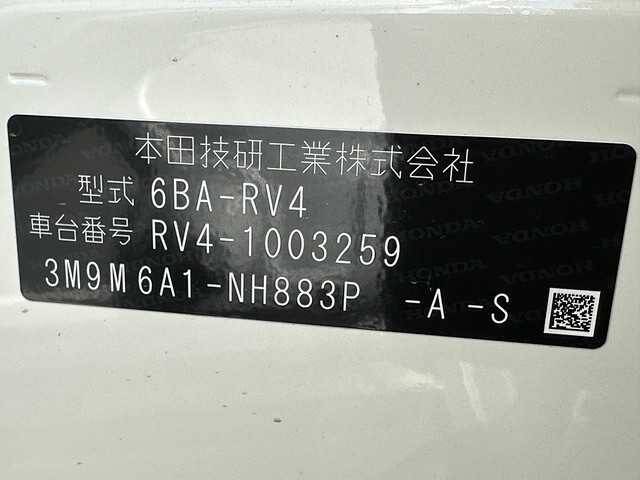 本田技研工業株式会社
型式 6BA-RV4
車台番号 RV4-1003259
3M9M6A1-NH883P -A-S